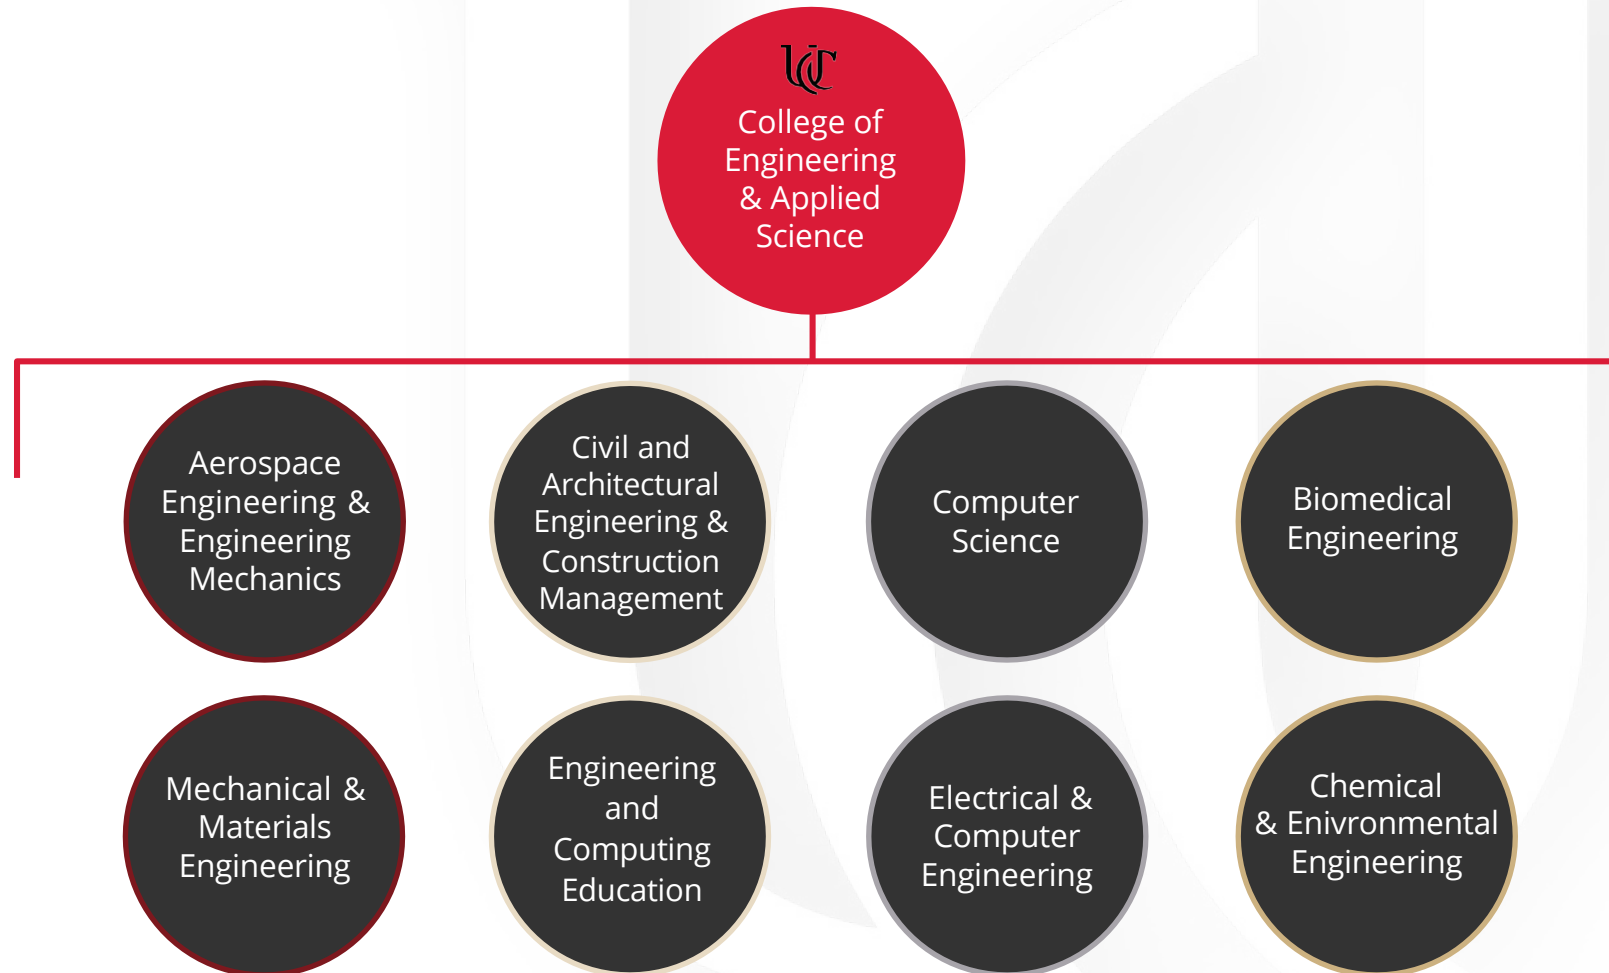 UC
College of
Engineering
& Applied
Science
Aerospace
Engineering &
Engineering
Mechanics
Civil and
Architectural
Engineering &
Construction
Management
Computer
Science
Biomedical
Engineering
Mechanical &
Materials
Engineering
Engineering
and
Computing
Education
Electrical &
Computer
Engineering
Chemical
& Enivronmental
Engineering